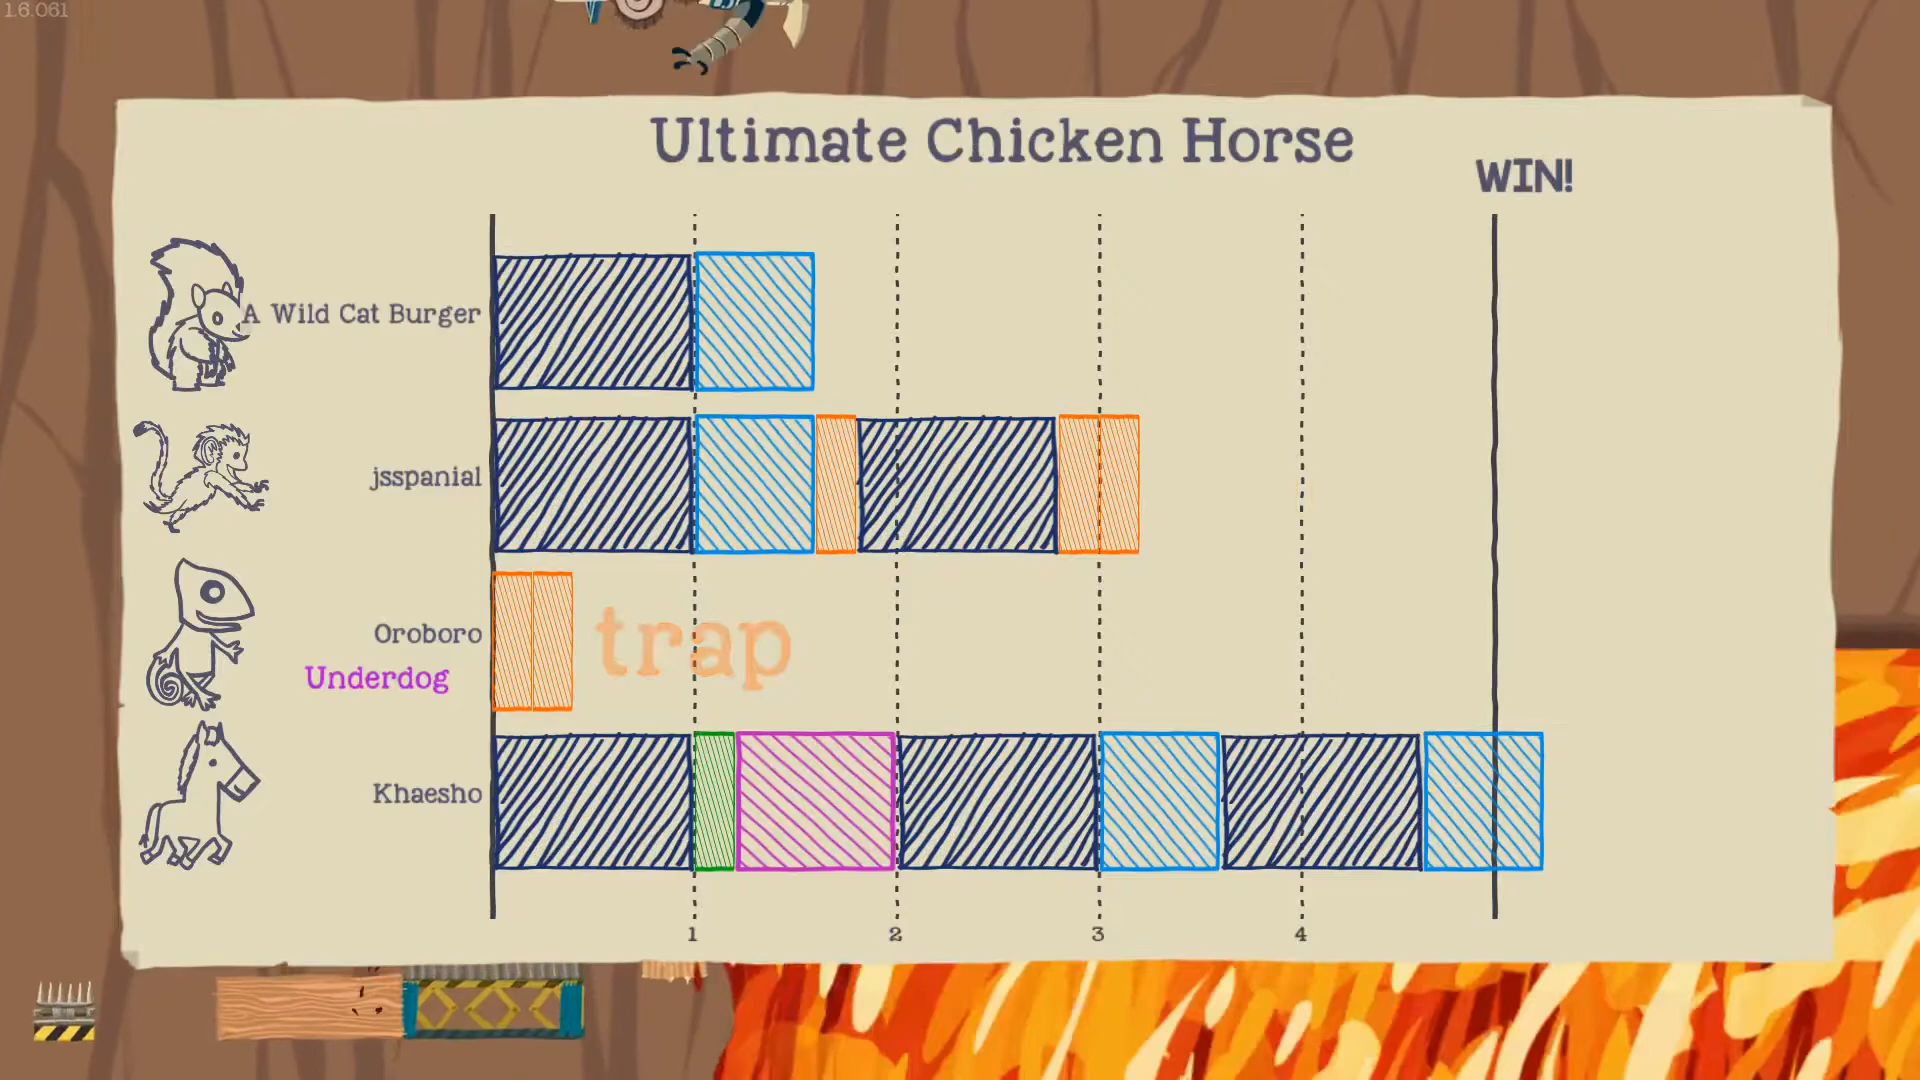 1.6.061
Ultimate Chicken Horse
WIN!
A Wild Cat Burger
jsspanial
Oroboro
trap
Underdog
Khaesho
1 2 3 4